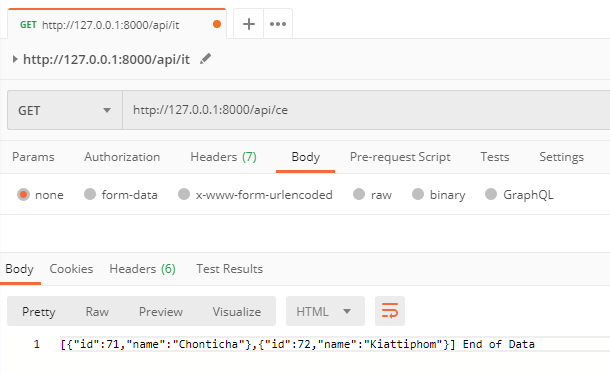 GET http://127.0.0.1:8000/api/it
http://127.0.0.1:8000/api/it
GET http://127.0.0.1:8000/api/ce
Params Authorization Headers (7) Body Pre-request Script Tests Settings
none form-data x-www-form-urlencoded raw binary GraphQL
Body Cookies Headers (6) Test Results
Pretty Raw Preview Visualize HTML
1 [{"id":71,"name":"Chonticha"},{"id":72,"name":"Kiattiphom"}] End of Data